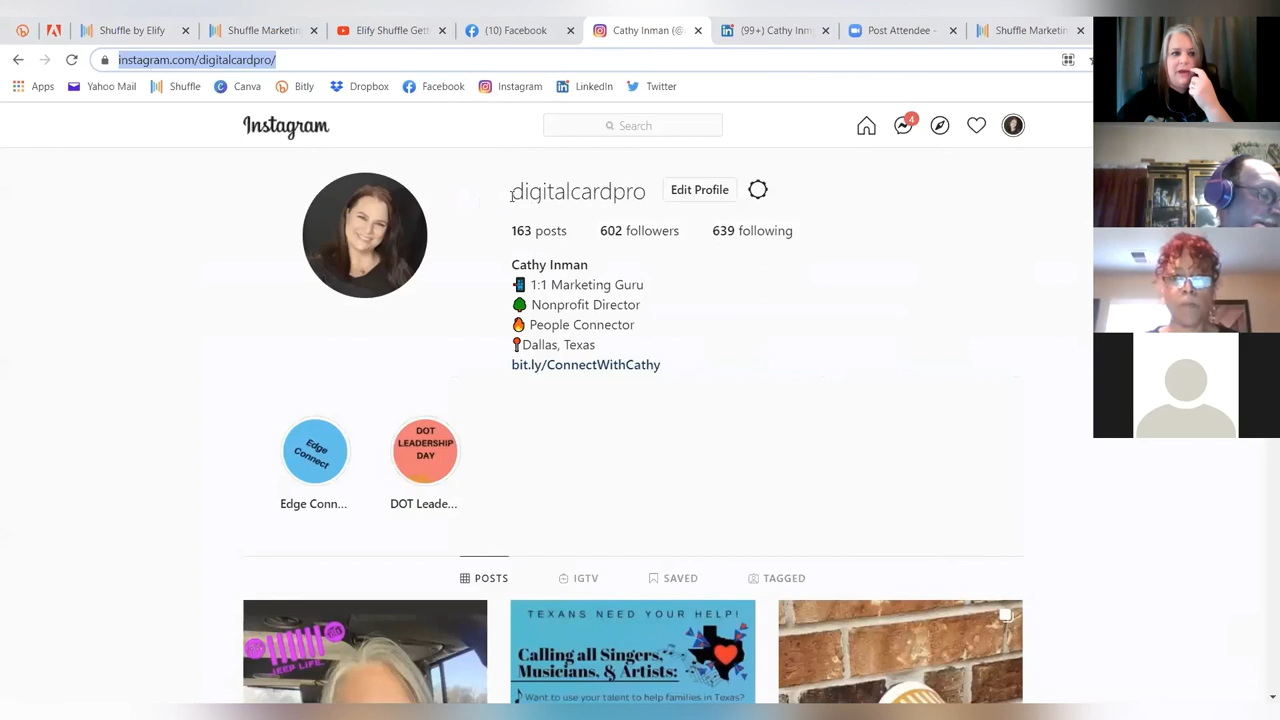 Shuffle by Elify
Shuffle Marketin
Elify Shuffle Gett
(10) Facebook
Cathy Inman (@
(99+) Cathy Inm
Post Attendee -
Shuffle Marketin
instagram.com/digitalcardpro/
Apps
Yahoo Mail
Shuffle
Canva
Bitly
Dropbox
Facebook
Instagram
LinkedIn
Twitter
Instagram
Search
4
digitalcardpro
Edit Profile
163 posts
602 followers
639 following
Cathy Inman
1:1 Marketing Guru
Nonprofit Director
People Connector
Dallas, Texas
bit.ly/ConnectWithCathy
Edge
Connect
DOT
LEADERSHIP
DAY
Edge Conn...
DOT Leade...
POSTS
IGTV
SAVED
TAGGED
JEEP LIFE.
TEXANS NEED YOUR HELP!
Calling all Singers,
Musicians, & Artists:
Want to use your talent to help families in Texas?